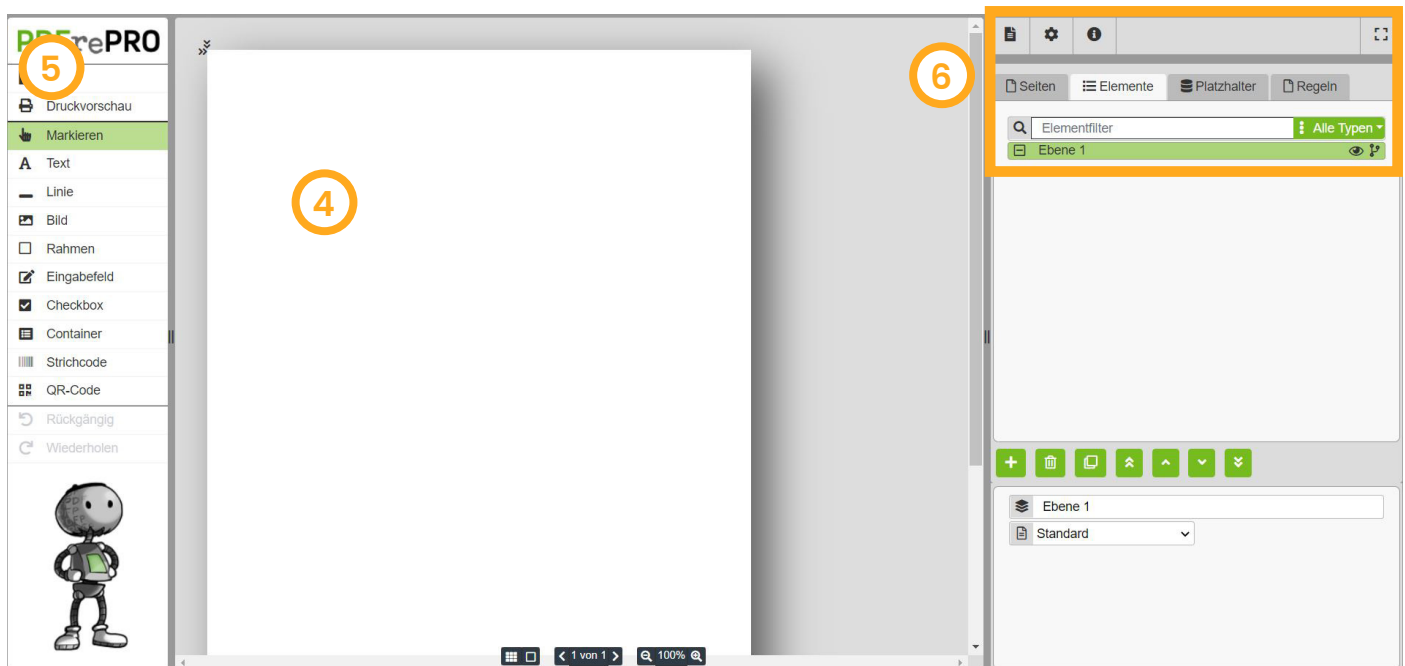 PDFrePRO
5
Druckvorschau
Markieren
Text
Linie
Bild
Rahmen
Eingabefeld
Checkbox
Container
Strichcode
QR-Code
Rückgängig
Wiederholen
4
1 von 1
100%
6
Seiten
Elemente
Platzhalter
Regeln
Elementfilter
Alle Typen
Ebene 1
Ebene 1
Standard